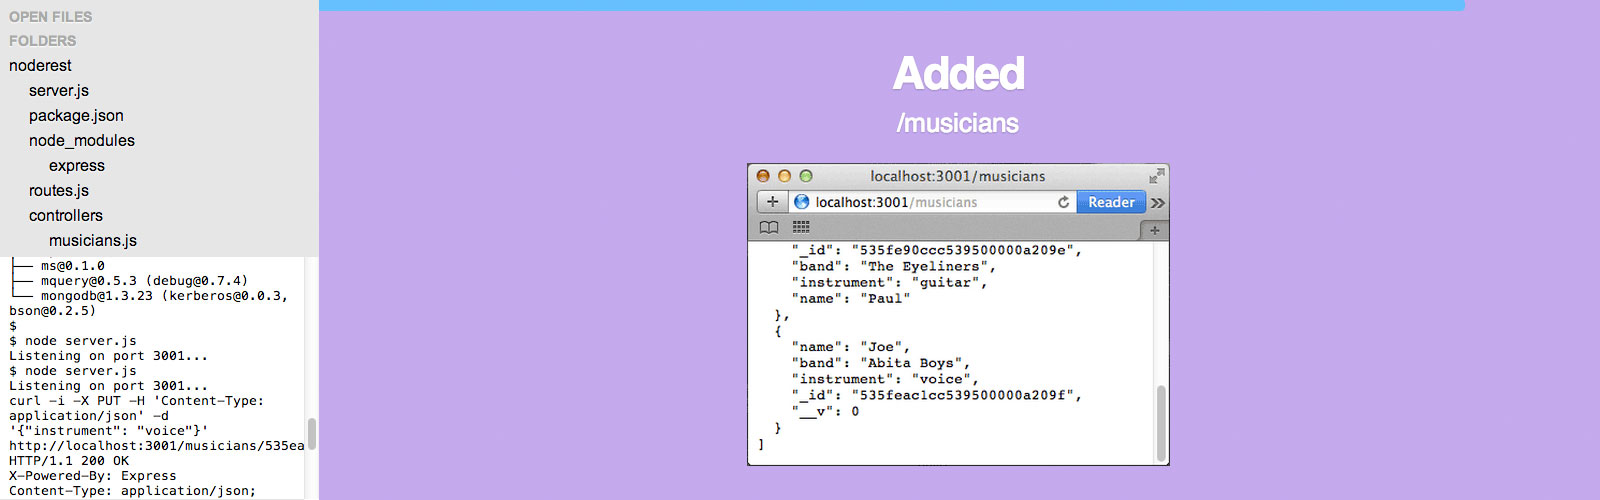 OPEN FILES
FOLDERS
noderest
server.js
package.json
node_modules
express
routes.js
controllers
musicians.js
├── ms@0.1.0
├── mquery@0.5.3 (debug@0.7.4)
└── mongodb@1.3.23 (kerberos@0.0.3,
bson@0.2.5)
$
$ node server.js
Listening on port 3001...
$ node server.js
Listening on port 3001...
curl -i -X PUT -H 'Content-Type:
application/json' -d
'{"instrument": "voice"}'
http://localhost:3001/musicians/535ea
HTTP/1.1 200 OK
X-Powered-By: Express
Content-Type: application/json;
Added
/musicians
localhost:3001/musicians
localhost:3001/musicians
Reader
"_id": "535fe90ccc539500000a209e",
"band": "The Eyeliners",
"instrument": "guitar",
"name": "Paul"
},
{
"name": "Joe",
"band": "Abita Boys",
"instrument": "voice",
"_id": "535feac1cc539500000a209f",
"__v": 0
}
]